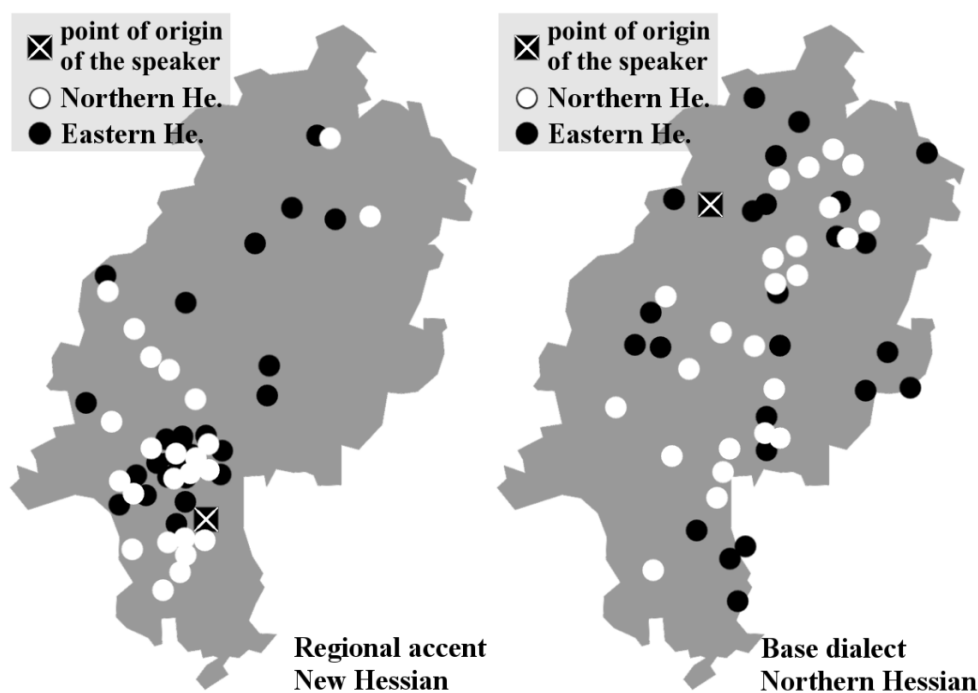 point of origin
of the speaker
Northern He.
Eastern He.
Regional accent
New Hessian
point of origin
of the speaker
Northern He.
Eastern He.
Base dialect
Northern Hessian